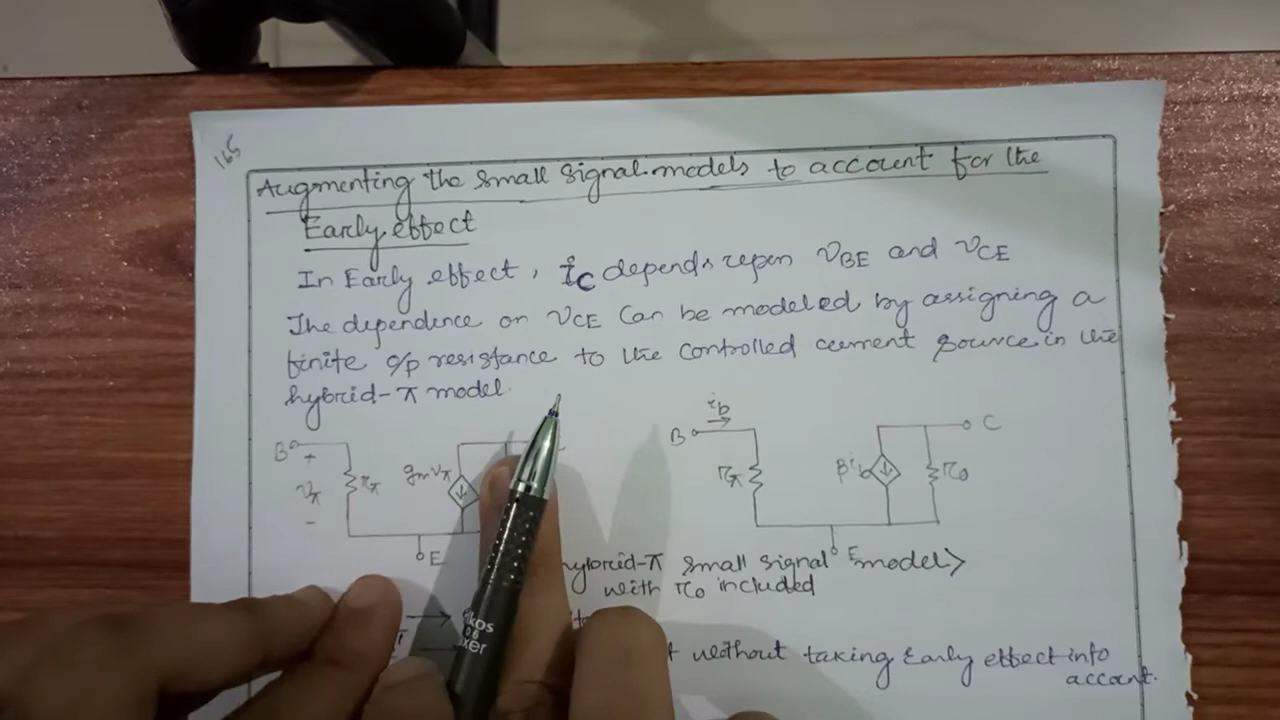 165
Augmenting the small signal models to account for the
Early effect
In Early effect, ic depends upon VBE and VCE
The dependence on VCE can be modeled by assigning a
finite o/p resistance to the controlled current source in the
hybrid-π model.
B + vπ - rπ gmvπ E
ib B rπ βib ro C E
hybrid-π small signal model>
with ro included
t without taking Early effect into
account.